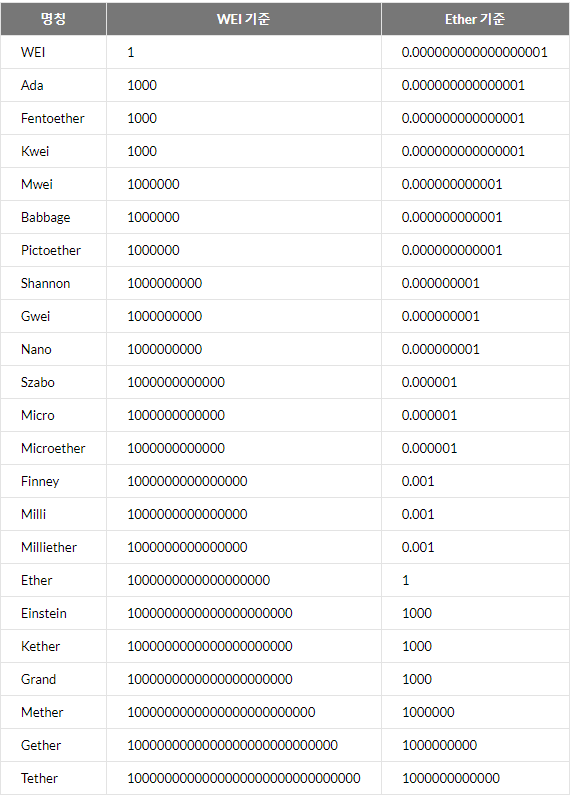 명칭 WEI 기준 Ether 기준
WEI 1 0.000000000000000001
Ada 1000 0.000000000000001
Fentoether 1000 0.000000000000001
Kwei 1000 0.000000000000001
Mwei 1000000 0.000000000001
Babbage 1000000 0.000000000001
Pictoether 1000000 0.000000000001
Shannon 1000000000 0.000000001
Gwei 1000000000 0.000000001
Nano 1000000000 0.000000001
Szabo 1000000000000 0.000001
Micro 1000000000000 0.000001
Microether 1000000000000 0.000001
Finney 1000000000000000 0.001
Milli 1000000000000000 0.001
Milliether 1000000000000000 0.001
Ether 1000000000000000000 1
Einstein 1000000000000000000000 1000
Kether 1000000000000000000000 1000
Grand 1000000000000000000000 1000
Mether 1000000000000000000000000 1000000
Gether 1000000000000000000000000000 1000000000
Tether 1000000000000000000000000000000 1000000000000